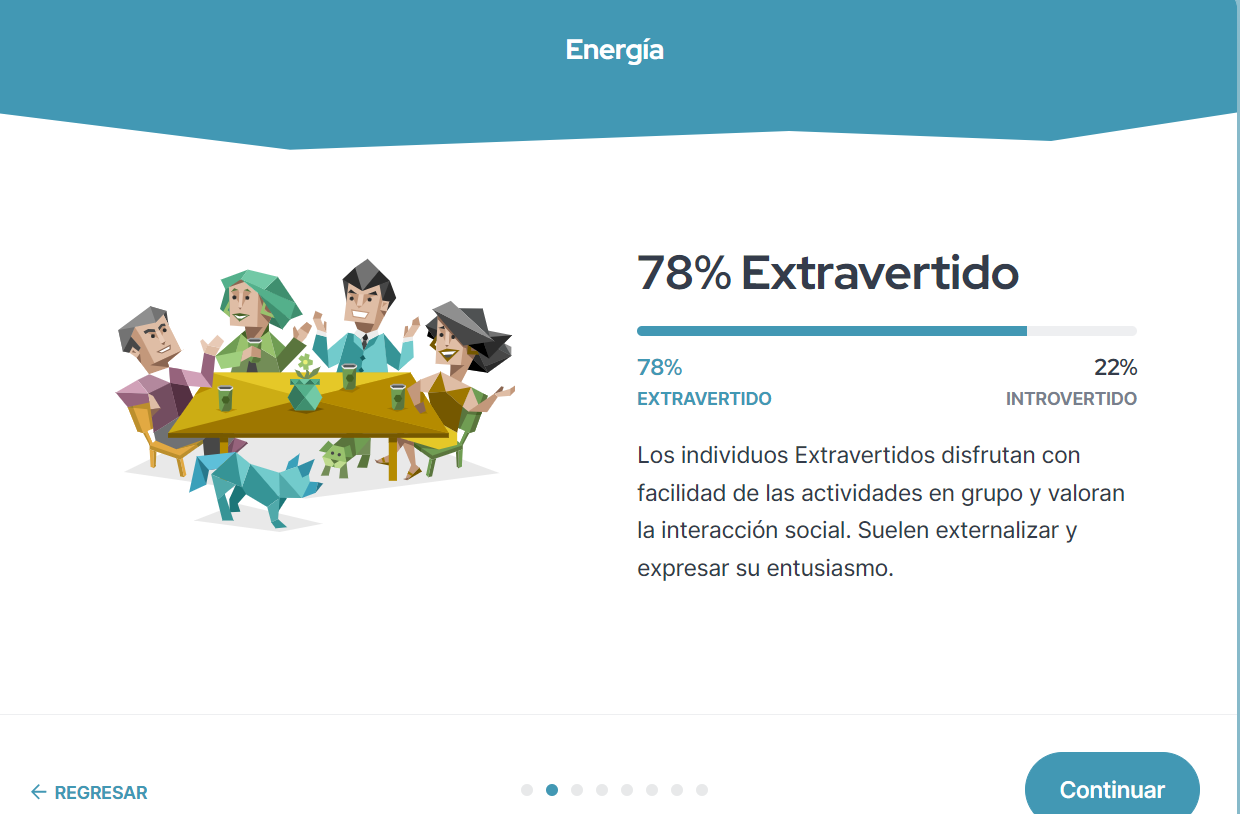 Energía
78% Extravertido
78%
22%
EXTRAVERTIDO
INTROVERTIDO
Los individuos Extravertidos disfrutan con
facilidad de las actividades en grupo y valoran
la interacción social. Suelen externalizar y
expresar su entusiasmo.
← REGRESAR
Continuar